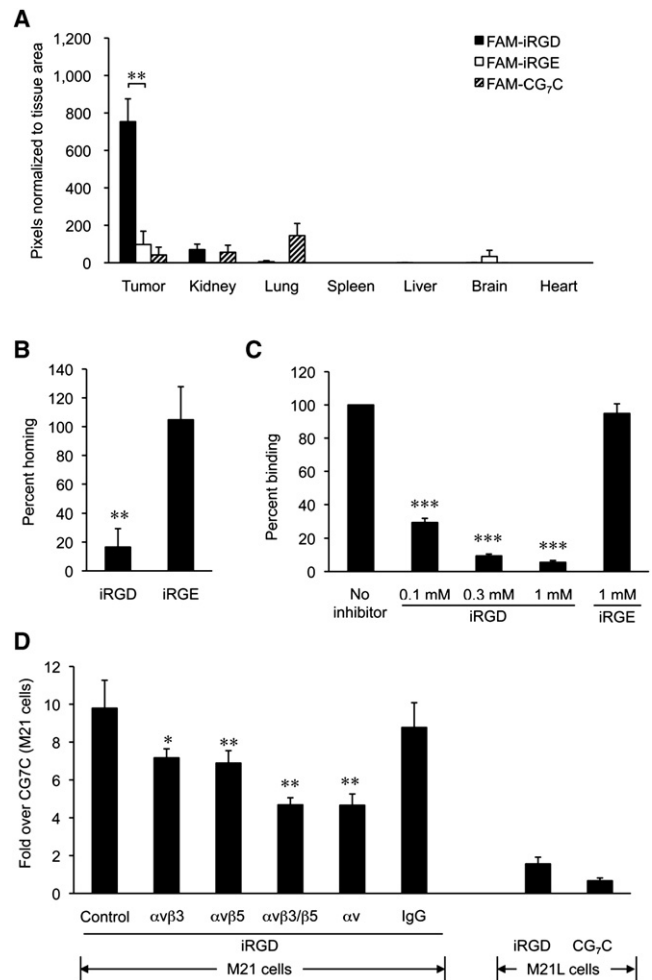 A
1,200
1,000
800
600
400
200
0
Pixels normalized to tissue area
**
FAM-iRGD
FAM-iRGE
FAM-CG₇C
Tumor Kidney Lung Spleen Liver Brain Heart
B
140
120
100
80
60
40
20
0
Percent homing
**
iRGD iRGE
C
120
100
80
60
40
20
0
Percent binding
*** *** ***
No inhibitor 0.1 mM 0.3 mM 1 mM 1 mM
iRGD iRGE
D
12
10
8
6
4
2
0
Fold over CG7C (M21 cells)
* ** ** **
Control αvβ3 αvβ5 αvβ3/β5 αv IgG
iRGD iRGD CG₇C
M21 cells M21L cells